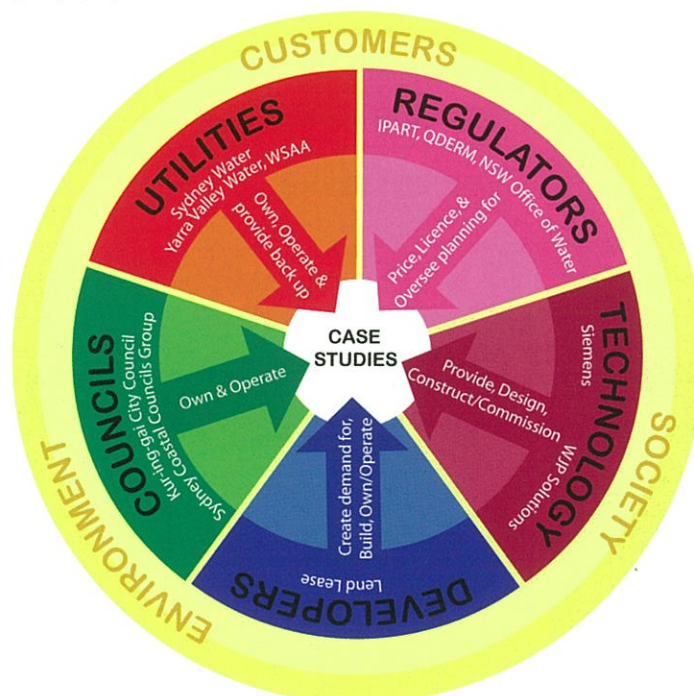 CUSTOMERS
UTILITIES
Sydney Water
Yarra Valley Water, WSAA
Own, Operate &
provide back up
REGULATORS
IPART, QDERM, NSW Office of Water
Price, Licence, &
Oversee planning for
TECHNOLOGY
Siemens
WJP Solutions
Provide, Design,
Construct/Commission
SOCIETY
DEVELOPERS
Lend Lease
Create demand for,
Build, Own/Operate
COUNCILS
Kur-ing-gai City Council
Sydney Coastal Councils Group
Own & Operate
ENVIRONMENT
CASE
STUDIES